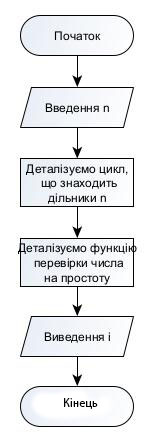 Початок
Введення n
Деталізуємо цикл,
що знаходить
дільники n
Деталізуємо функцію
перевірки числа
на простоту
Виведення i
Кінець